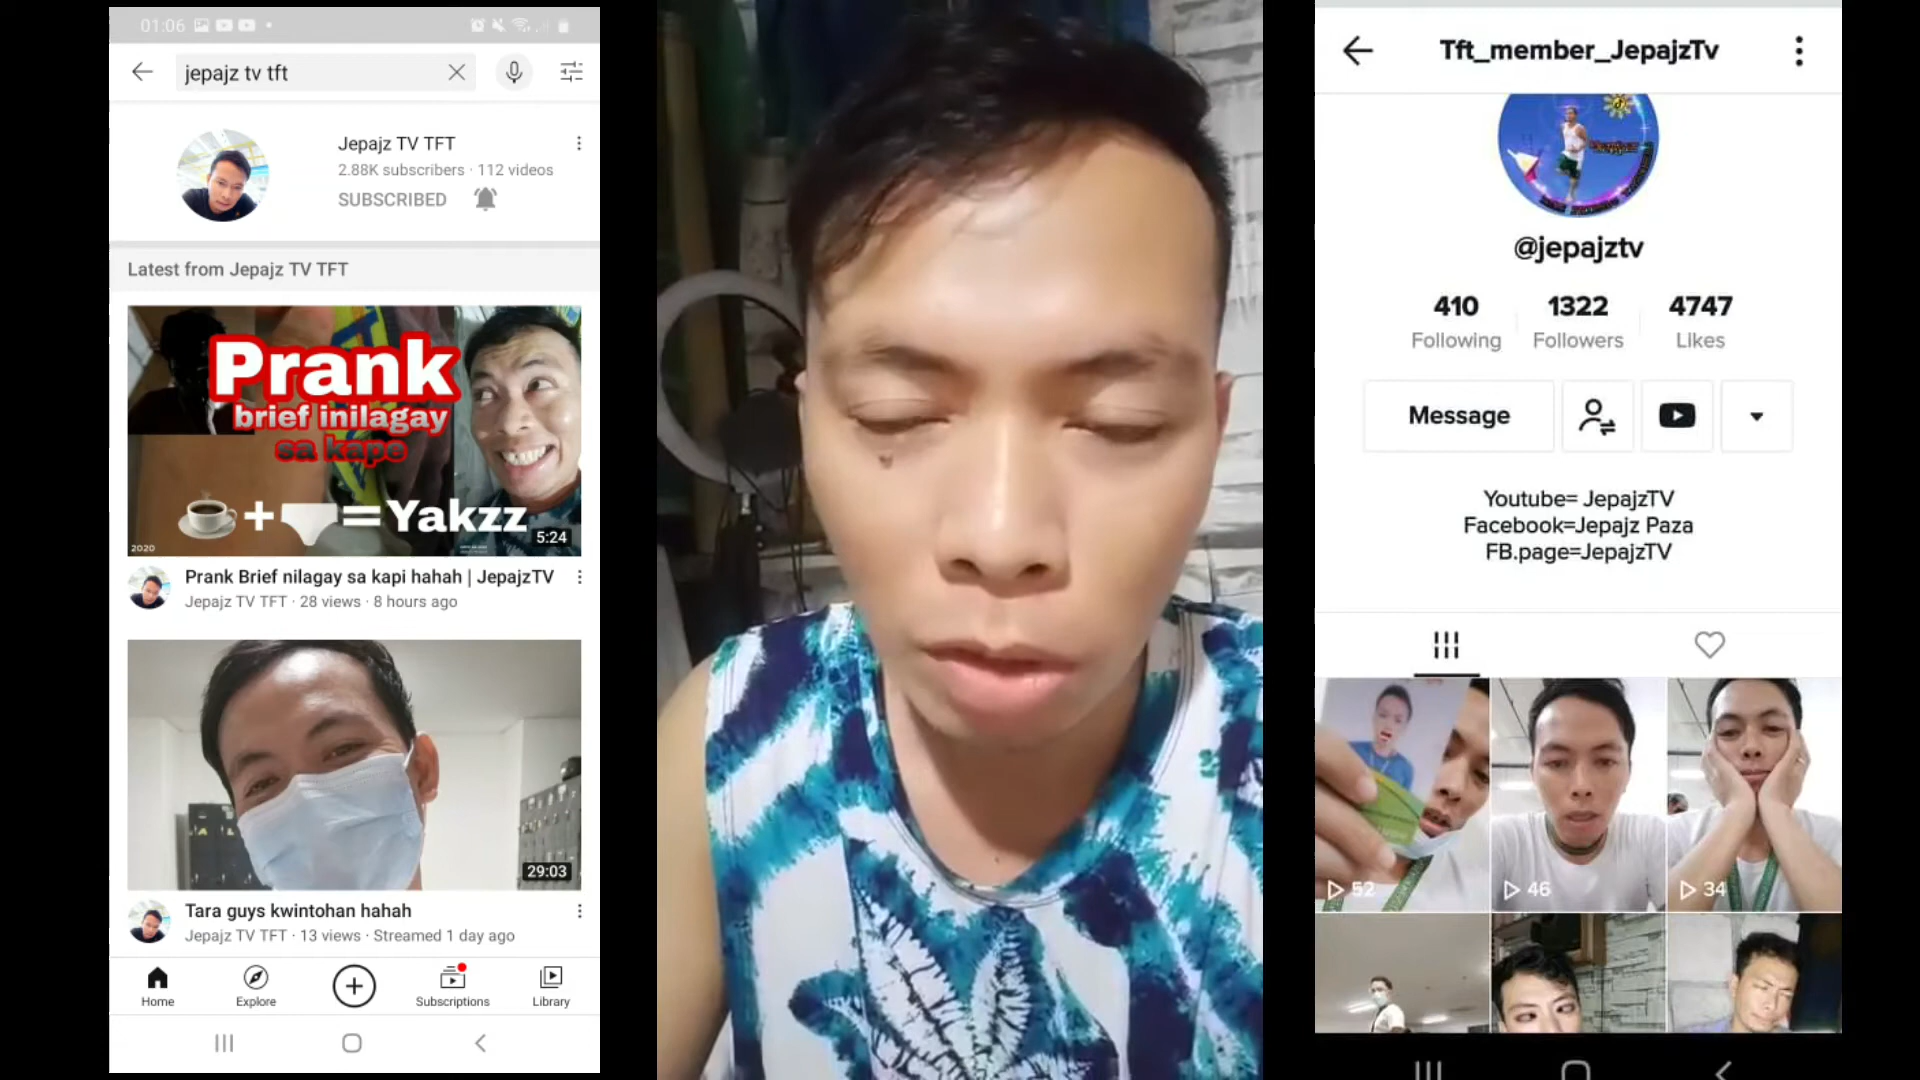 01:06
jepajz tv tft
Jepajz TV TFT
2.88K subscribers · 112 videos
SUBSCRIBED
Latest from Jepajz TV TFT
Prank
brief inilagay
sa kape
+ = Yakzz
2020
5:24
Prank Brief nilagay sa kapi hahah | JepajzTV
Jepajz TV TFT · 28 views · 8 hours ago
29:03
Tara guys kwintohan hahah
Jepajz TV TFT · 13 views · Streamed 1 day ago
Home
Explore
Subscriptions
Library
Tft_member_JepajzTv
@jepajztv
410
1322
4747
Following
Followers
Likes
Message
Youtube= JepajzTV
Facebook=Jepajz Paza
FB.page=JepajzTV
52
46
34